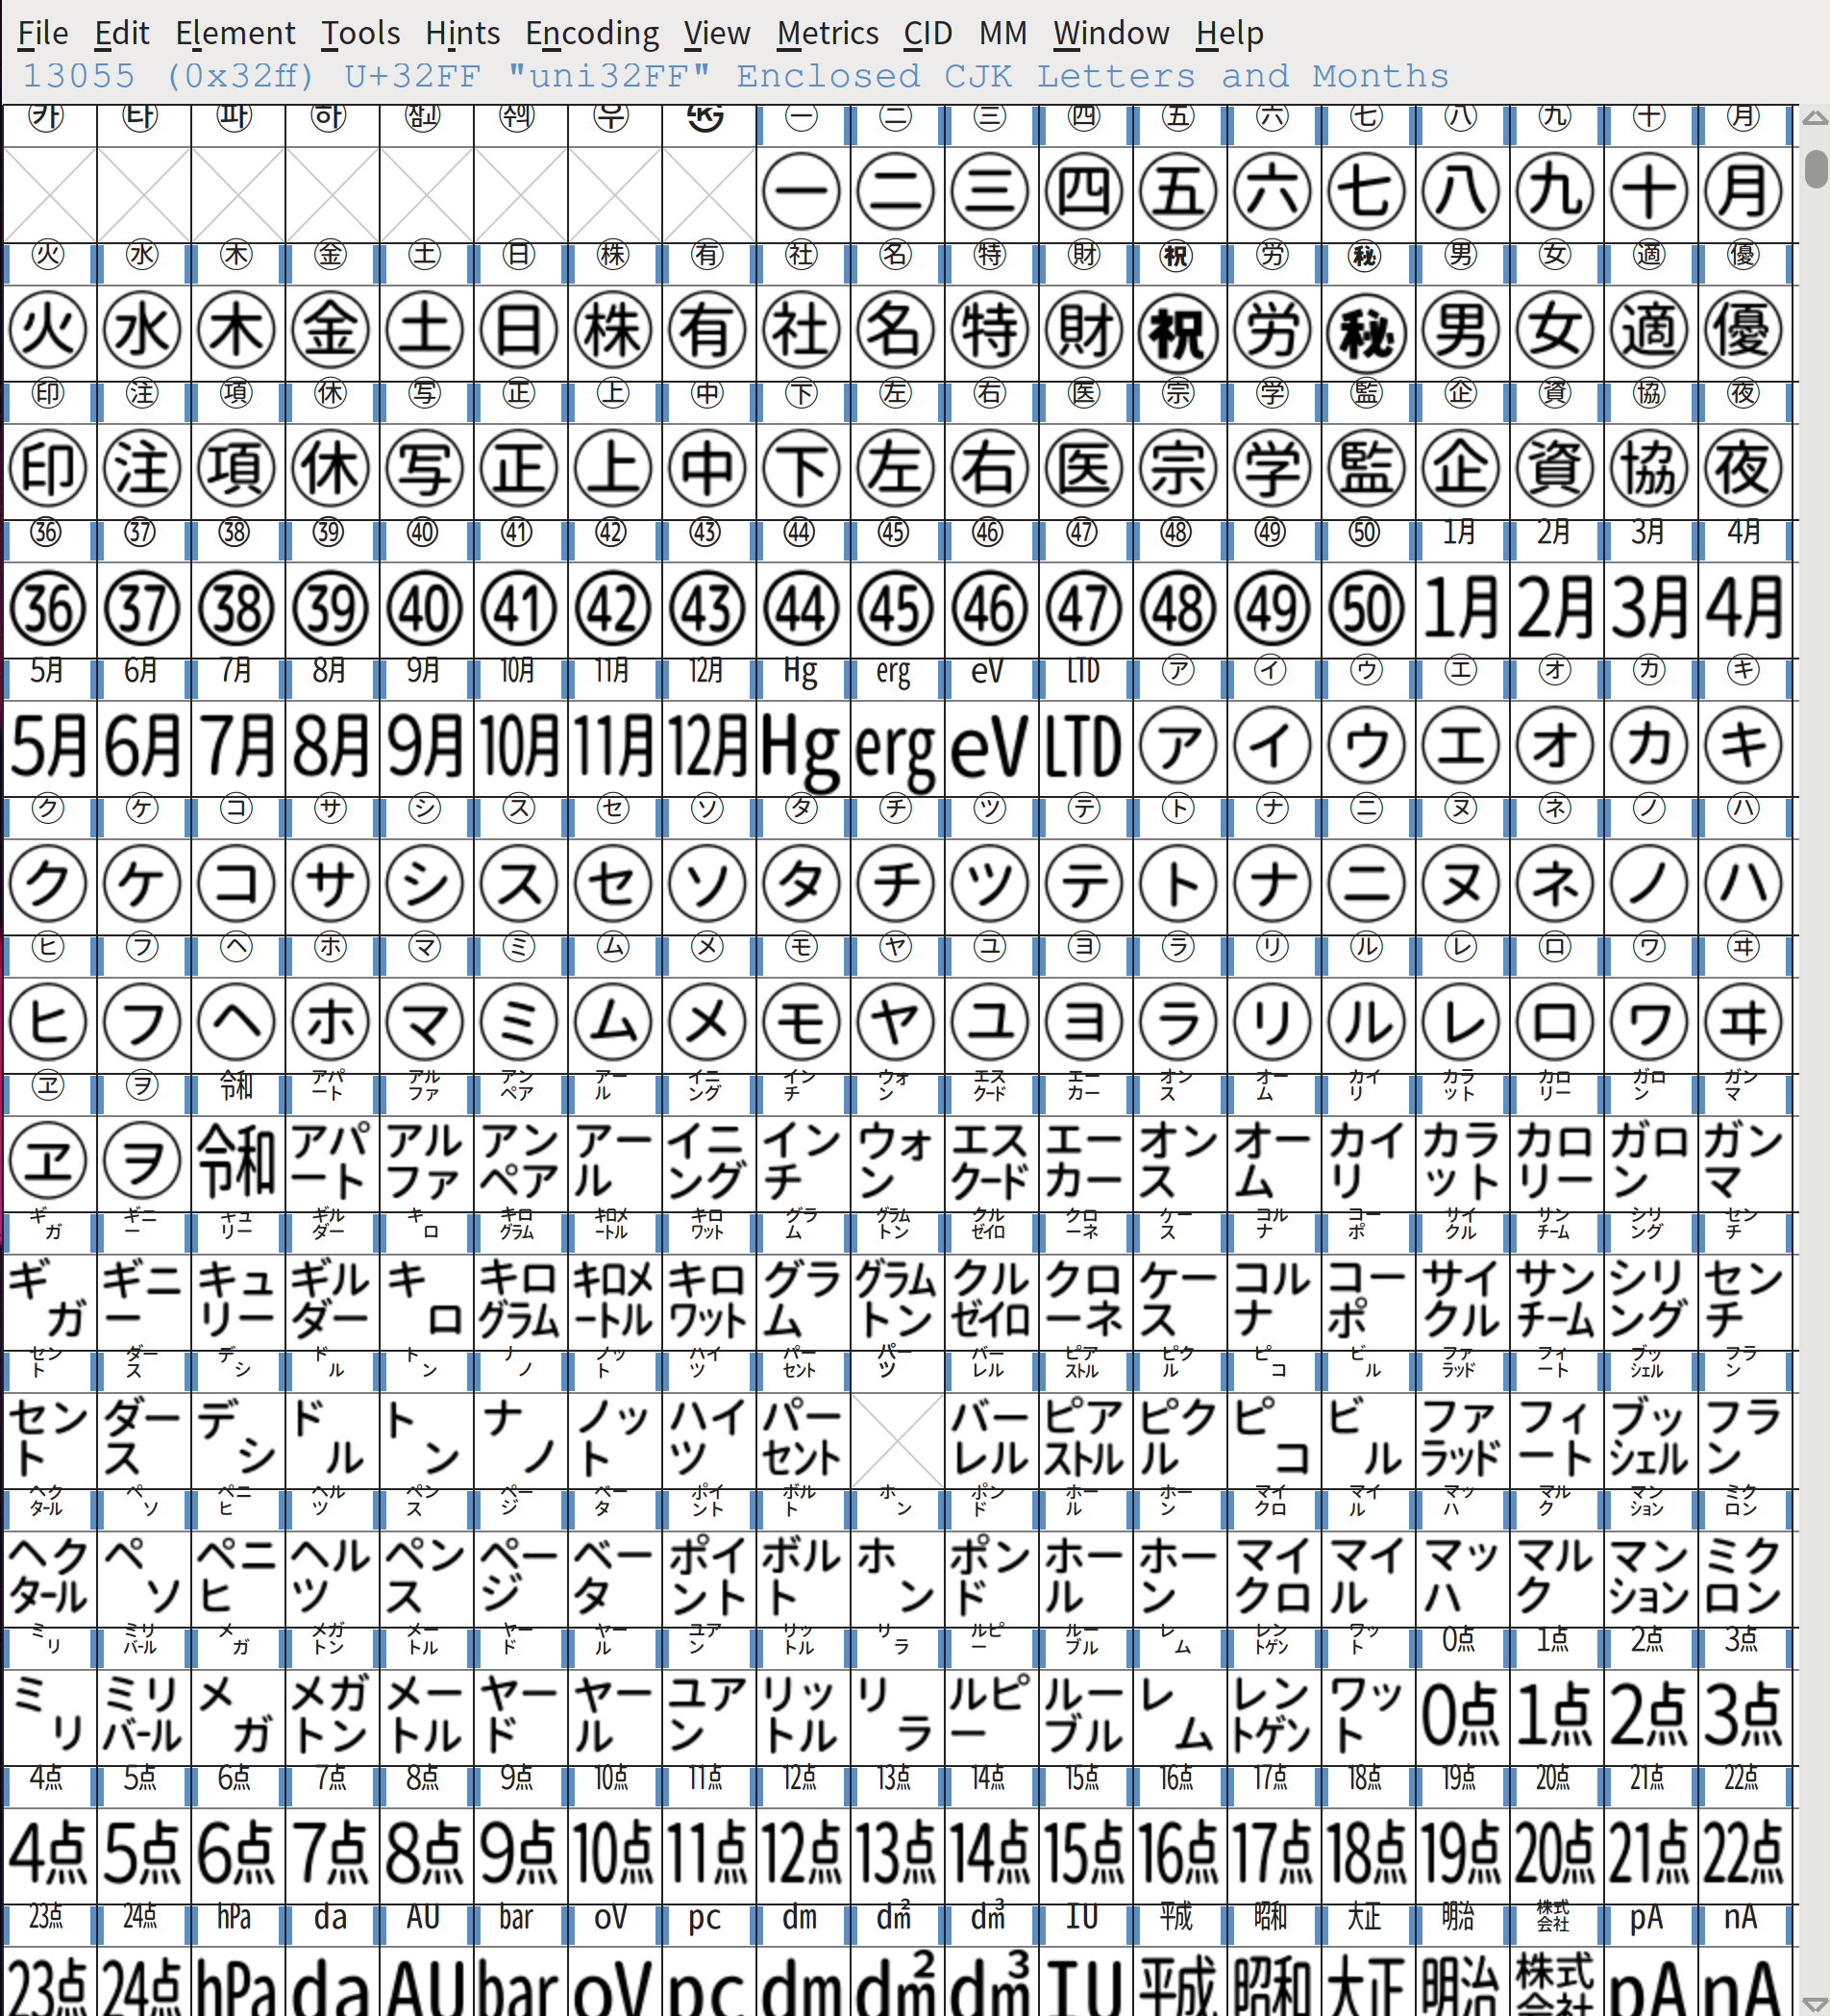 File Edit Element Tools Hints Encoding View Metrics CID MM Window Help
13055 (0x32ff) U+32FF "uni32FF" Enclosed CJK Letters and Months
㉸ ㉹ ㉺ ㉻ ㉼ ㉽ ㉾ ㉿ ㊀ ㊁ ㊂ ㊃ ㊄ ㊅ ㊆ ㊇ ㊈ ㊉ ㊊
㊀ ㊁ ㊂ ㊃ ㊄ ㊅ ㊆ ㊇ ㊈ ㊉ ㊊
㊋ ㊌ ㊍ ㊎ ㊏ ㊐ ㊑ ㊒ ㊓ ㊔ ㊕ ㊖ ㊗ ㊘ ㊙ ㊚ ㊛ ㊜ ㊝
㊋ ㊌ ㊍ ㊎ ㊏ ㊐ ㊑ ㊒ ㊓ ㊔ ㊕ ㊖ ㊗ ㊘ ㊙ ㊚ ㊛ ㊜ ㊝
㊞ ㊟ ㊠ ㊡ ㊢ ㊣ ㊤ ㊥ ㊦ ㊧ ㊨ ㊩ ㊪ ㊫ ㊬ ㊭ ㊮ ㊯ ㊰
㊞ ㊟ ㊠ ㊡ ㊢ ㊣ ㊤ ㊥ ㊦ ㊧ ㊨ ㊩ ㊪ ㊫ ㊬ ㊭ ㊮ ㊯ ㊰
㊱ ㊲ ㊳ ㊴ ㊵ ㊶ ㊷ ㊸ ㊹ ㊺ ㊻ ㊼ ㊽ ㊾ ㊿ ㋀ ㋁ ㋂ ㋃
㊱ ㊲ ㊳ ㊴ ㊵ ㊶ ㊷ ㊸ ㊹ ㊺ ㊻ ㊼ ㊽ ㊾ ㊿ ㋀ ㋁ ㋂ ㋃
㋄ ㋅ ㋆ ㋇ ㋈ ㋉ ㋊ ㋋ ㋌ ㋍ ㋎ ㋏ ㋐ ㋑ ㋒ ㋓ ㋔ ㋕ ㋖
㋄ ㋅ ㋆ ㋇ ㋈ ㋉ ㋊ ㋋ ㋌ ㋍ ㋎ ㋏ ㋐ ㋑ ㋒ ㋓ ㋔ ㋕ ㋖
㋗ ㋘ ㋙ ㋚ ㋛ ㋜ ㋝ ㋞ ㋟ ㋠ ㋡ ㋢ ㋣ ㋤ ㋥ ㋦ ㋧ ㋨ ㋩
㋗ ㋘ ㋙ ㋚ ㋛ ㋜ ㋝ ㋞ ㋟ ㋠ ㋡ ㋢ ㋣ ㋤ ㋥ ㋦ ㋧ ㋨ ㋩
㋪ ㋫ ㋬ ㋭ ㋮ ㋯ ㋰ ㋱ ㋲ ㋳ ㋴ ㋵ ㋶ ㋷ ㋸ ㋹ ㋺ ㋻ ㋼
㋪ ㋫ ㋬ ㋭ ㋮ ㋯ ㋰ ㋱ ㋲ ㋳ ㋴ ㋵ ㋶ ㋷ ㋸ ㋹ ㋺ ㋻ ㋼
㋽ ㋾ ㋿ ㌀ ㌁ ㌂ ㌃ ㌄ ㌅ ㌆ ㌇ ㌈ ㌉ ㌊ ㌋ ㌌ ㌍ ㌎ ㌏
㋽ ㋾ ㋿ ㌀ ㌁ ㌂ ㌃ ㌄ ㌅ ㌆ ㌇ ㌈ ㌉ ㌊ ㌋ ㌌ ㌍ ㌎ ㌏
㌐ ㌑ ㌒ ㌓ ㌔ ㌕ ㌖ ㌗ ㌘ ㌙ ㌚ ㌛ ㌜ ㌝ ㌞ ㌟ ㌠ ㌡ ㌢
㌐ ㌑ ㌒ ㌓ ㌔ ㌕ ㌖ ㌗ ㌘ ㌙ ㌚ ㌛ ㌜ ㌝ ㌞ ㌟ ㌠ ㌡ ㌢
㌣ ㌤ ㌥ ㌦ ㌧ ㌨ ㌩ ㌪ ㌫ ㌬ ㌭ ㌮ ㌯ ㌰ ㌱ ㌲ ㌳ ㌴ ㌵
㌣ ㌤ ㌥ ㌦ ㌧ ㌨ ㌩ ㌪ ㌫ ㌭ ㌮ ㌯ ㌰ ㌱ ㌲ ㌳ ㌴ ㌵
㌶ ㌷ ㌸ ㌹ ㌺ ㌻ ㌼ ㌽ ㌾ ㌿ ㍀ ㍁ ㍂ ㍃ ㍄ ㍅ ㍆ ㍇ ㍈
㌶ ㌷ ㌸ ㌹ ㌺ ㌻ ㌼ ㌽ ㌾ ㌿ ㍀ ㍁ ㍂ ㍃ ㍄ ㍅ ㍆ ㍇ ㍈
㍉ ㍊ ㍋ ㍌ ㍍ ㍎ ㍏ ㍐ ㍑ ㍒ ㍓ ㍔ ㍕ ㍖ ㍗ ㍘ ㍙ ㍚ ㍛
㍉ ㍊ ㍋ ㍌ ㍍ ㍎ ㍏ ㍐ ㍑ ㍒ ㍓ ㍔ ㍕ ㍖ ㍗ ㍘ ㍙ ㍚ ㍛
㍜ ㍝ ㍞ ㍟ ㍠ ㍡ ㍢ ㍣ ㍤ ㍥ ㍦ ㍧ ㍨ ㍩ ㍪ ㍫ ㍬ ㍭ ㍮
㍜ ㍝ ㍞ ㍟ ㍠ ㍡ ㍢ ㍣ ㍤ ㍥ ㍦ ㍧ ㍨ ㍩ ㍪ ㍫ ㍬ ㍭ ㍮
㍯ ㍰ ㍱ ㍲ ㍳ ㍴ ㍵ ㍶ ㍷ ㍸ ㍹ ㍺ ㍻ ㍼ ㍽ ㍾ ㍿ ㎀ ㎁
㍯ ㍰ ㍱ ㍲ ㍳ ㍴ ㍵ ㍶ ㍷ ㍸ ㍹ ㍺ ㍻ ㍼ ㍽ ㍾ ㍿ ㎀ ㎁